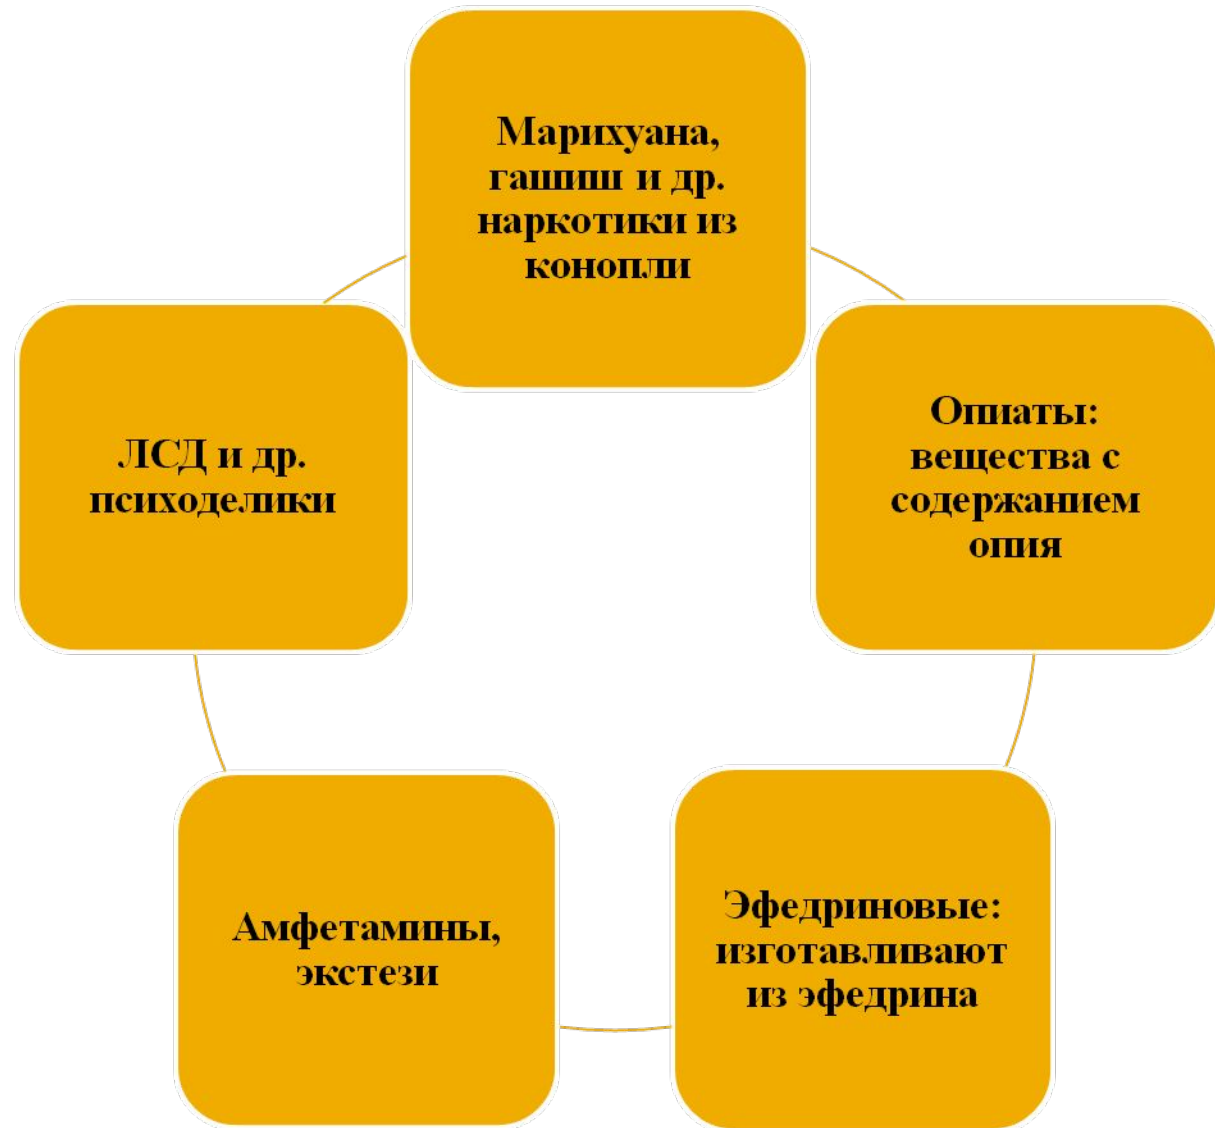 Марихуана,
гашиш и др.
наркотики из
конопли
Опиаты:
вещества с
содержанием
опия
Эфедриновые:
изготавливают
из эфедрина
Амфетамины,
экстези
ЛСД и др.
психоделики